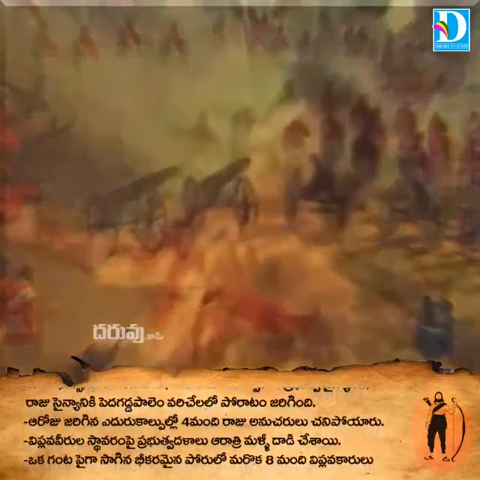 దరువు.కామ్
రాజు సైన్యానికి పెదగడ్డపాలెం వరిచేలలో పోరాటం జరిగింది.
-ఆరోజు జరిగిన ఎదురుకాల్పుల్లో 4మంది రాజు అనుచరులు చనిపోయారు.
-విప్లవవీరుల స్థావరంపై ప్రభుత్వదళాలు ఆరాత్రి మళ్ళీ దాడి చేశాయి.
-ఒక గంట పైగా సాగిన భీకరమైన పోరులో మరొక 8 మంది విప్లవకారులు